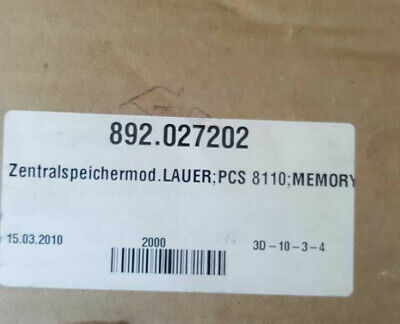 892.027202
Zentralspeichermod.LAUER;PCS 8110;MEMORY
15.03.2010 2000 3D-10-3-4